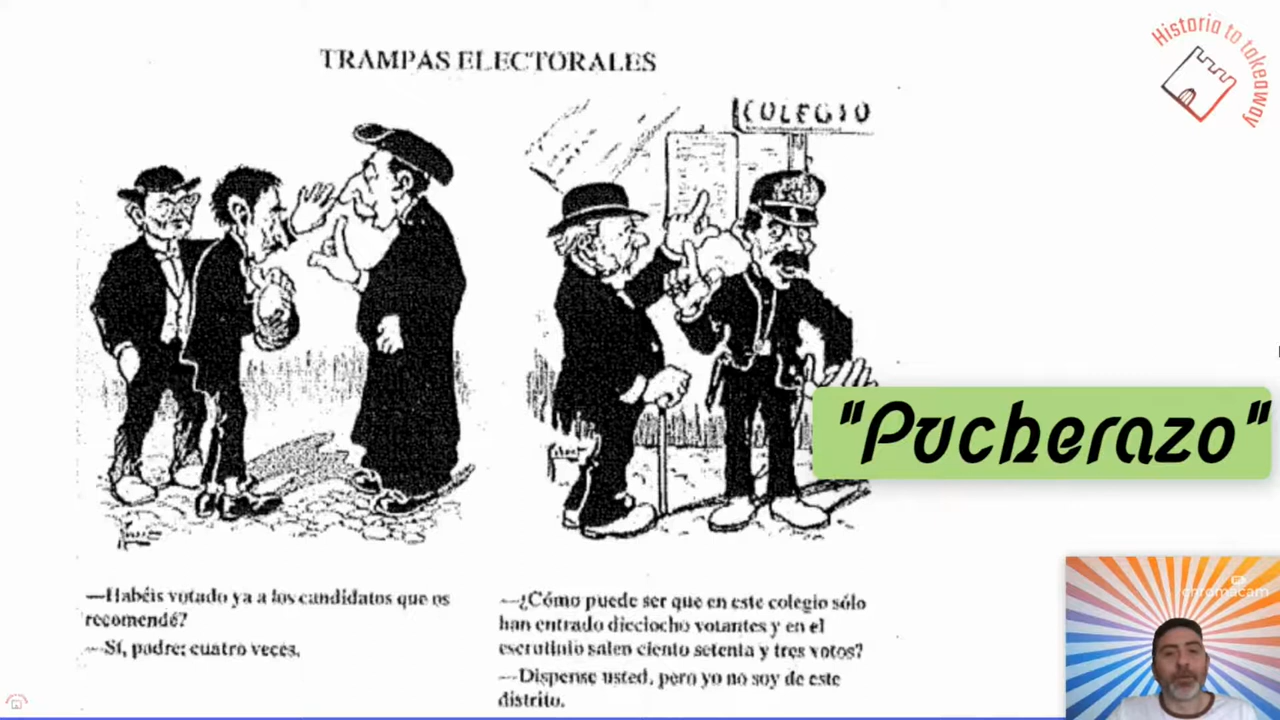 Historia to takeaway
TRAMPAS ELECTORALES
COLEGIO
"Pucherazo"
—Habéis votado ya a los candidatos que os
recomendé?
—Sí, padre; cuatro veces.
—¿Cómo puede ser que en este colegio sólo
han entrado dieciocho votantes y en el
escrutinio salen ciento setenta y tres votos?
—Dispense usted, pero yo no soy de este
distrito.
chromacam